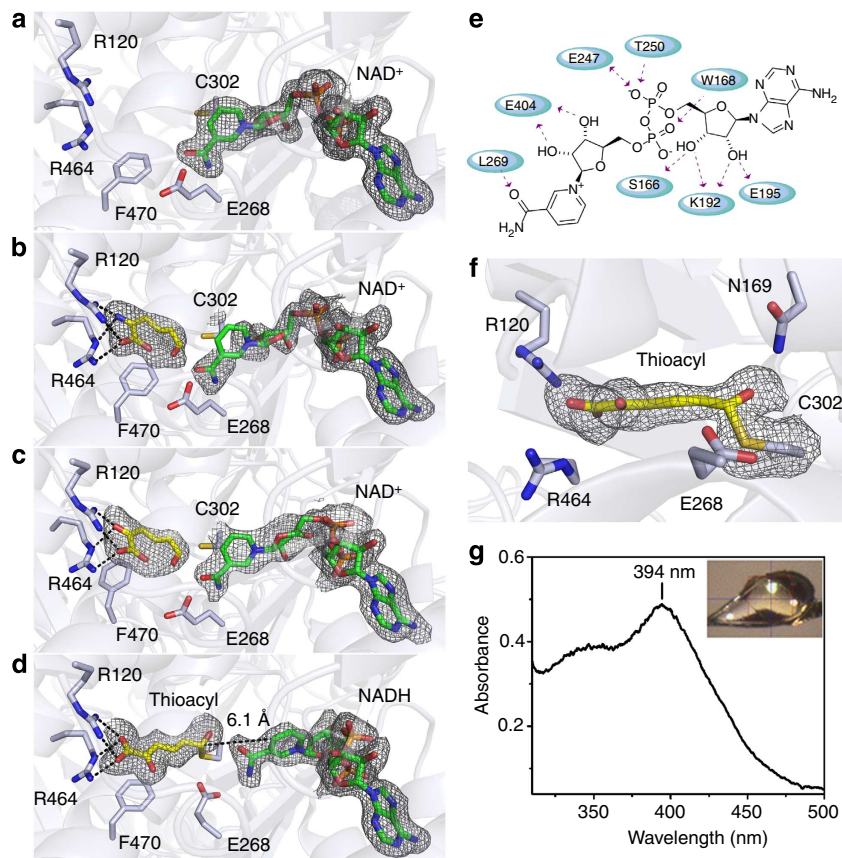 a
R120
C302
NAD+
R464
F470
E268
b
R120
C302
NAD+
R464
F470
E268
c
R120
C302
NAD+
R464
F470
E268
d
R120
Thioacyl
NADH
6.1 Å
R464
F470
E268
e
T250
E247
W168
E404
L269
S166
K192
E195
O
O
P
O
O
P
O
O
O
O
O
HO
OH
HO
OH
N
N
N
N
NH2
N+
O
H2N
f
N169
R120
Thioacyl
C302
R464
E268
g
0.6
394 nm
0.4
0.2
Absorbance
350
400
450
500
Wavelength (nm)